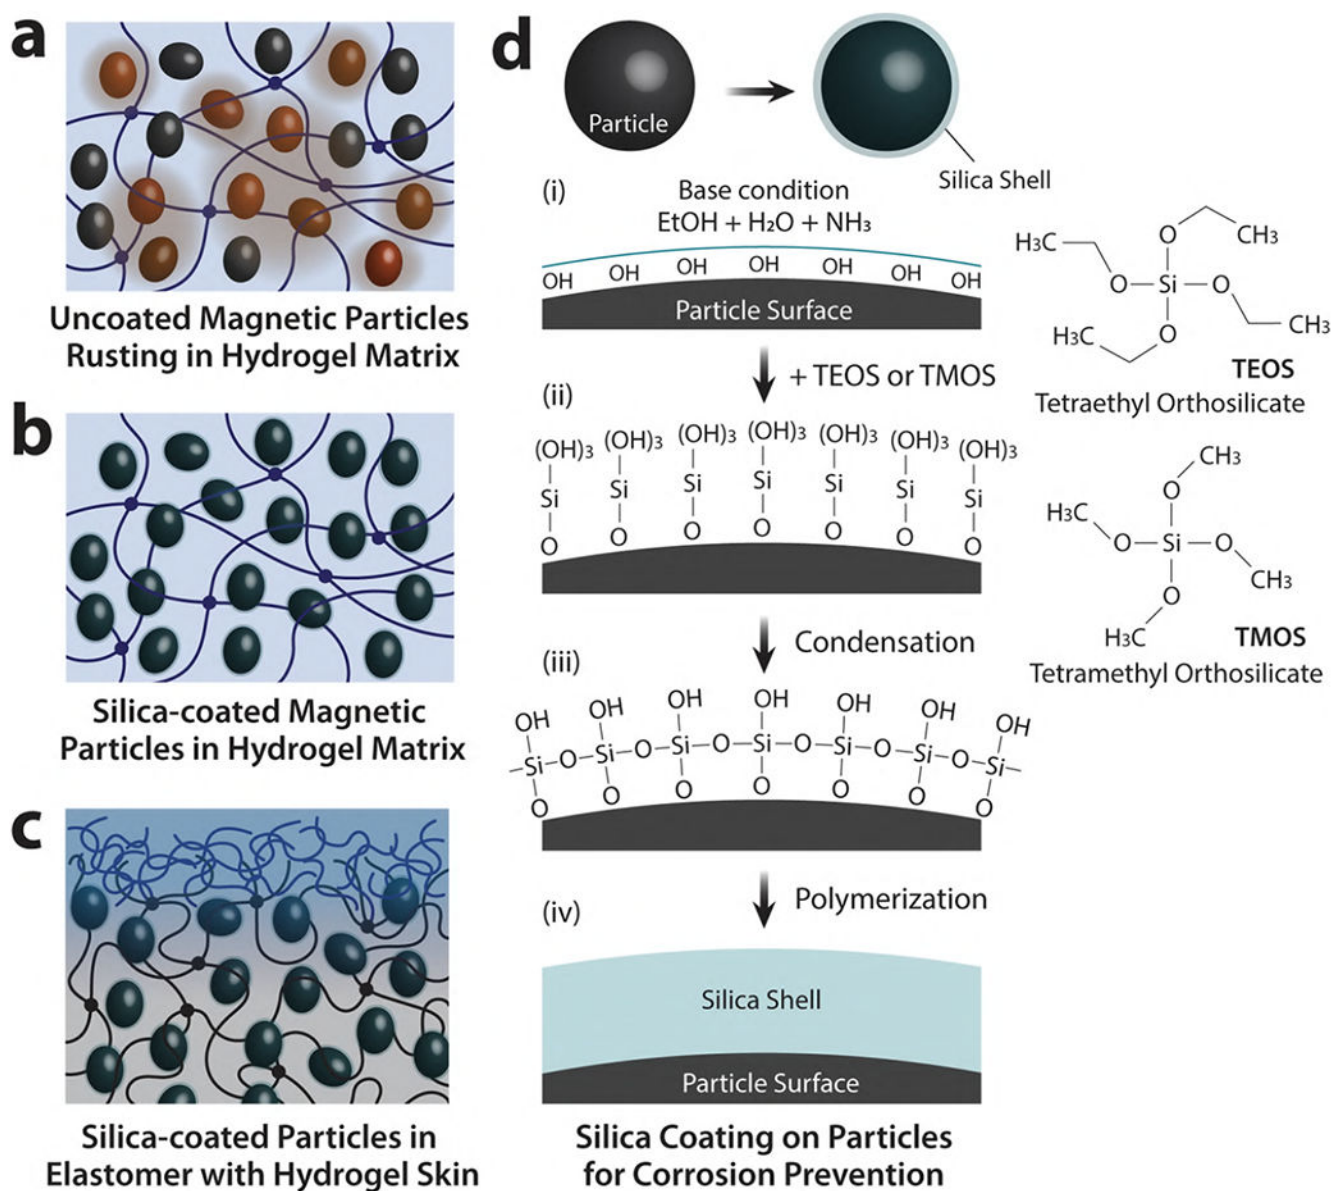 a
Uncoated Magnetic Particles
Rusting in Hydrogel Matrix
b
Silica-coated Magnetic
Particles in Hydrogel Matrix
c
Silica-coated Particles in
Elastomer with Hydrogel Skin
d
Particle
Silica Shell
(i)
Base condition
EtOH + H₂O + NH₃
OH OH OH OH OH OH OH
Particle Surface
+ TEOS or TMOS
(ii)
(OH)₃ (OH)₃ (OH)₃ (OH)₃ (OH)₃ (OH)₃ (OH)₃
Si Si Si Si Si Si Si
O O O O O O O
Condensation
(iii)
OH OH OH OH OH OH OH
Si O Si O Si O Si O Si O Si O Si
O O O O O O O
Polymerization
(iv)
Silica Shell
Particle Surface
Silica Coating on Particles
for Corrosion Prevention
H₃C O CH₃
O Si O
H₃C O CH₃
TEOS
Tetraethyl Orthosilicate
CH₃
H₃C O
O Si O
O CH₃
H₃C
TMOS
Tetramethyl Orthosilicate